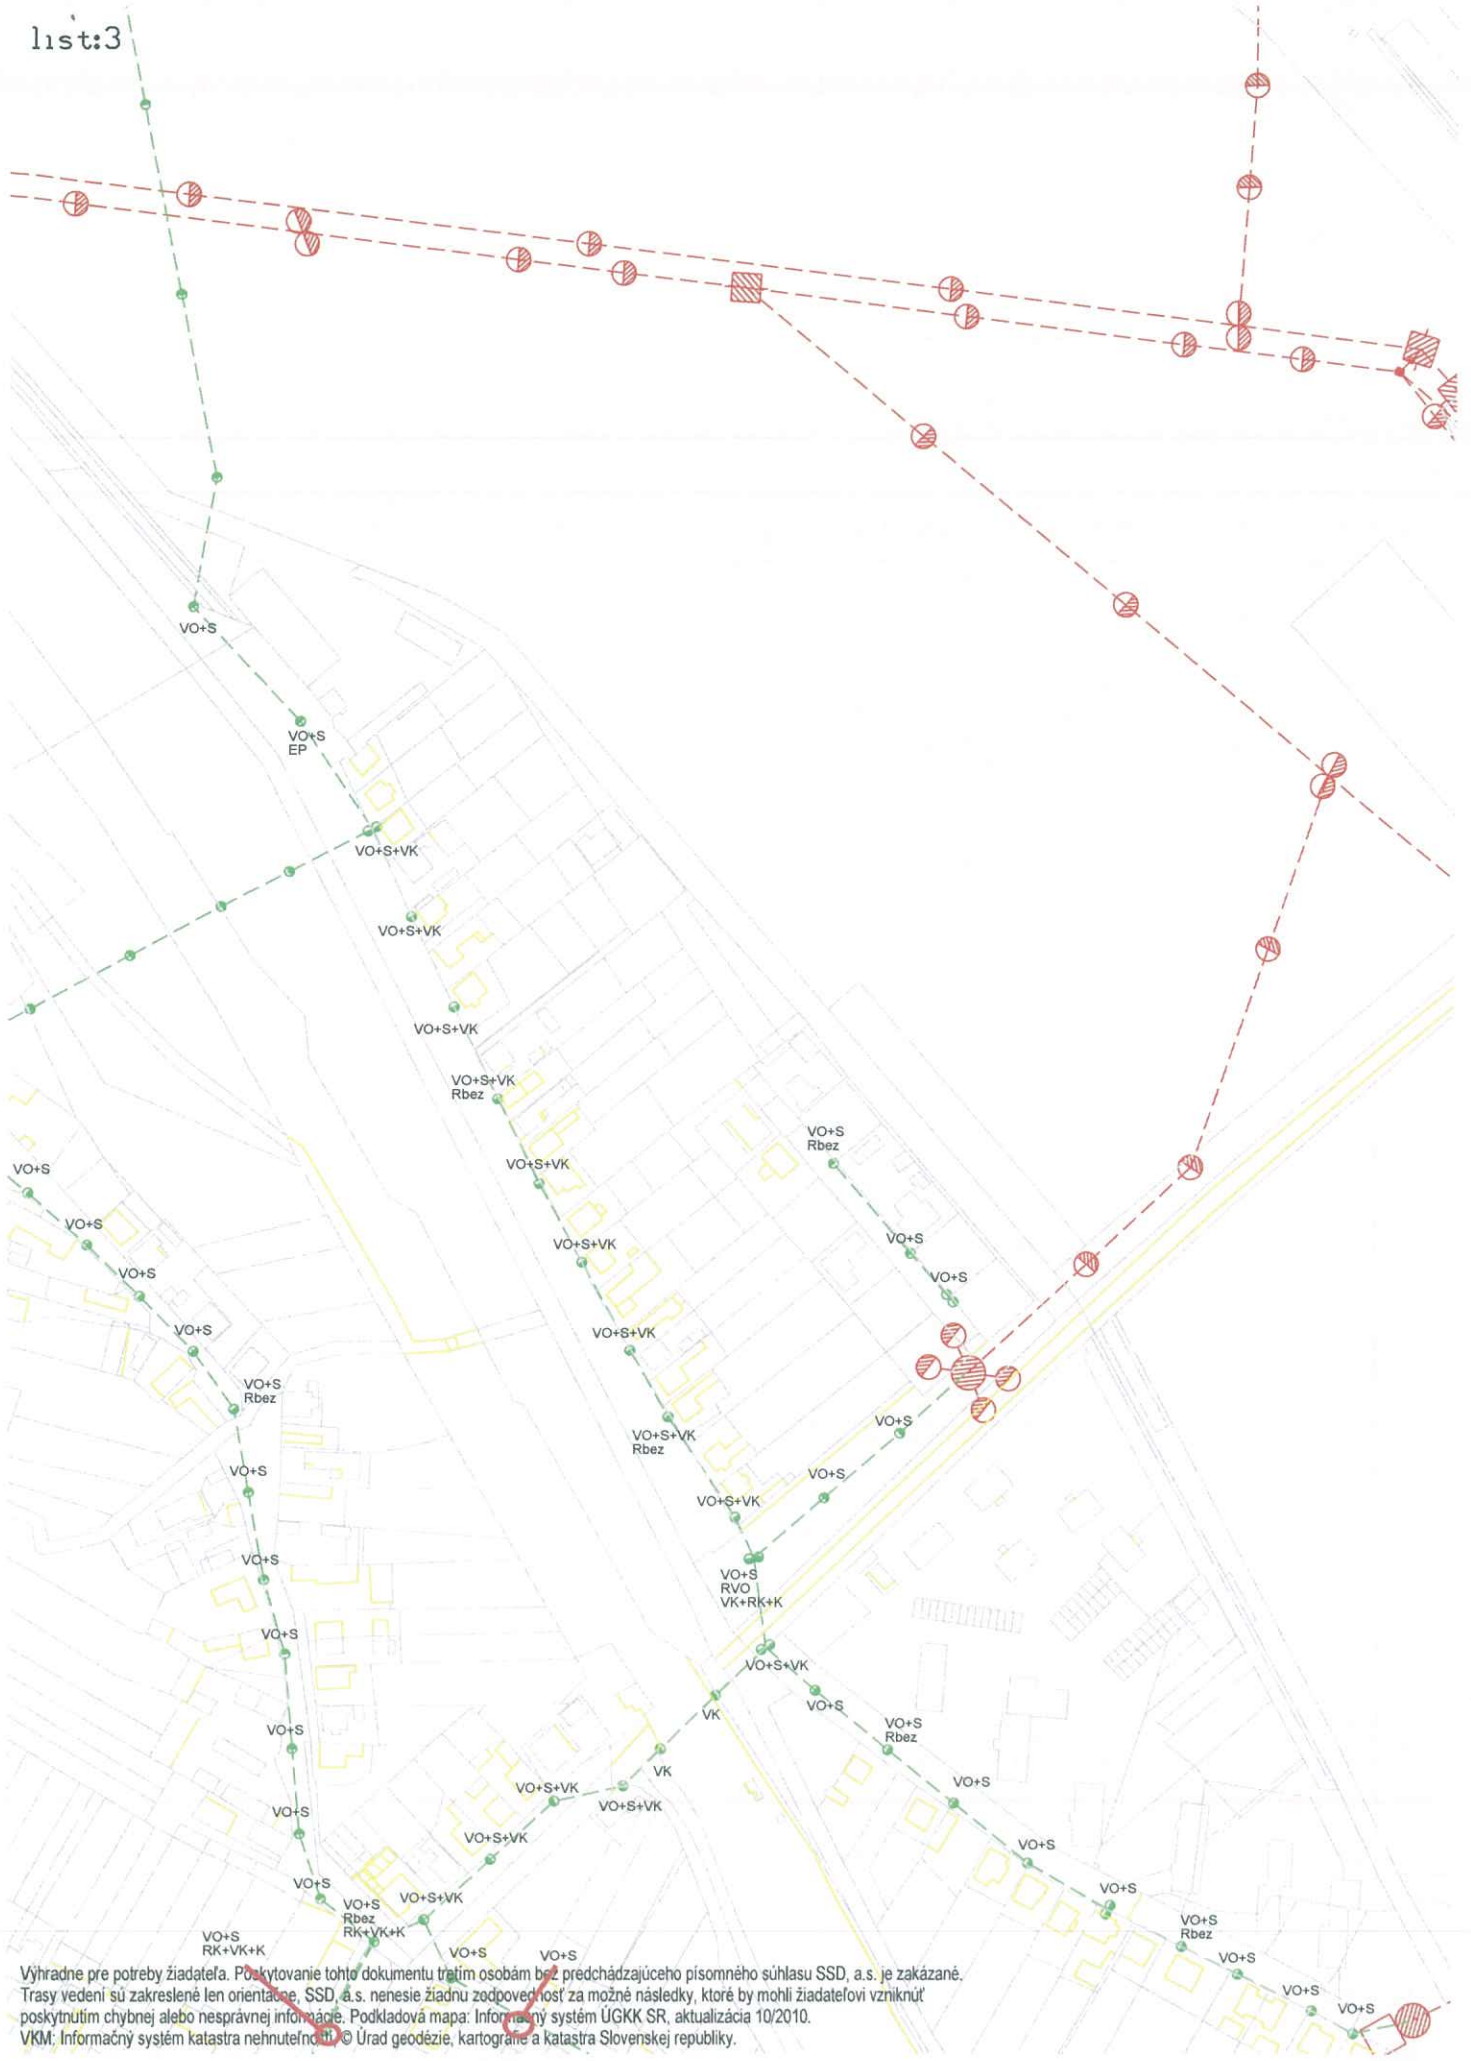 list:3
VO+S
VO+S
EP
VO+S+VK
VO+S+VK
VO+S+VK
VO+S+VK
Rbez
VO+S
Rbez
VO+S+VK
VO+S
VO+S
VO+S+VK
VO+S
VO+S
VO+S
VO+S
VO+S+VK
VO+S
Rbez
VO+S
VO+S+VK
Rbez
VO+S
VO+S
VO+S+VK
VO+S
VO+S
RVO
VK+RK+K
VO+S
VO+S+VK
VO+S
VK
VO+S
Rbez
VO+S
VK
VO+S+VK
VO+S+VK
VO+S
VO+S
VO+S+VK
VO+S
VO+S
VO+S
VO+S+VK
VO+S
Rbez
RK+VK+K
VO+S
Rbez
VO+S
RK+VK+K
VO+S
VO+S
VO+S
VO+S
VO+S
Výhradne pre potreby žiadateľa. Poskytovanie tohto dokumentu tretím osobám bez predchádzajúceho písomného súhlasu SSD, a.s. je zakázané.
Trasy vedení sú zakreslené len orientačne, SSD, a.s. nenesie žiadnu zodpovednosť za možné následky, ktoré by mohli žiadateľovi vzniknúť
poskytnutím chybnej alebo nesprávnej informácie. Podkladová mapa: Informačný systém ÚGKK SR, aktualizácia 10/2010.
VKM: Informačný systém katastra nehnuteľností © Úrad geodézie, kartografie a katastra Slovenskej republiky.